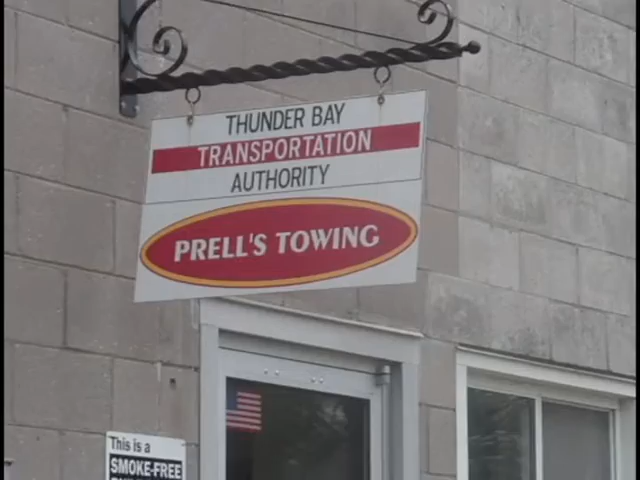 THUNDER BAY
TRANSPORTATION
AUTHORITY
PRELL'S TOWING
This is a
SMOKE-FREE